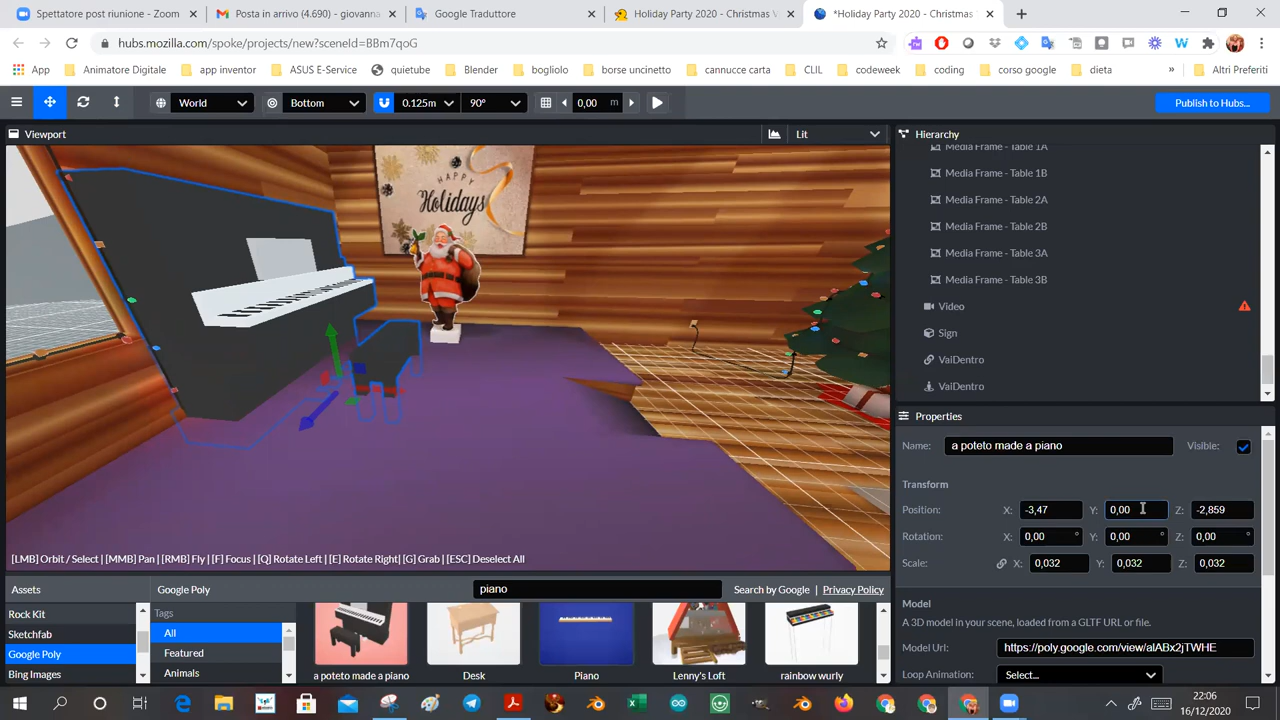 Spettatore post riunione - Zoom
Posta in arrivo (4.690) - giovann
Google Traduttore
Holiday Party 2020 - Christmas V
*Holiday Party 2020 - Christmas
hubs.mozilla.com/spoke/projects/new?sceneId=BBm7qoG
App
Animatore Digitale
app inventor
ASUS E-Service
quietube
Blender
bogliolo
borse uncinetto
cannucce carta
CLIL
codeweek
coding
corso google
dieta
»
Altri Preferiti
World
Bottom
0.125m
90°
0,00 m
Publish to Hubs...
Viewport
Lit
Hierarchy
Media Frame - Table 1A
Media Frame - Table 1B
Media Frame - Table 2A
Media Frame - Table 2B
Media Frame - Table 3A
Media Frame - Table 3B
Video
Sign
VaiDentro
VaiDentro
HAPPY
Holidays
[LMB] Orbit / Select | [MMB] Pan | [RMB] Fly | [F] Focus | [Q] Rotate Left | [E] Rotate Right| [G] Grab | [ESC] Deselect All
Properties
Name: a poteto made a piano Visible:
Transform
Position: X: -3,47 Y: 0,00 Z: -2,859
Rotation: X: 0,00 ° Y: 0,00 ° Z: 0,00 °
Scale: X: 0,032 Y: 0,032 Z: 0,032
Model
A 3D model in your scene, loaded from a GLTF URL or file.
Model Url: https://poly.google.com/view/alABx2jTWHE
Loop Animation: Select...
Assets
Google Poly
piano
Search by Google | Privacy Policy
Rock Kit
Sketchfab
Google Poly
Bing Images
Tags
All
Featured
Animals
a poteto made a piano
Desk
Piano
Lenny's Loft
rainbow wurly
22:06
16/12/2020